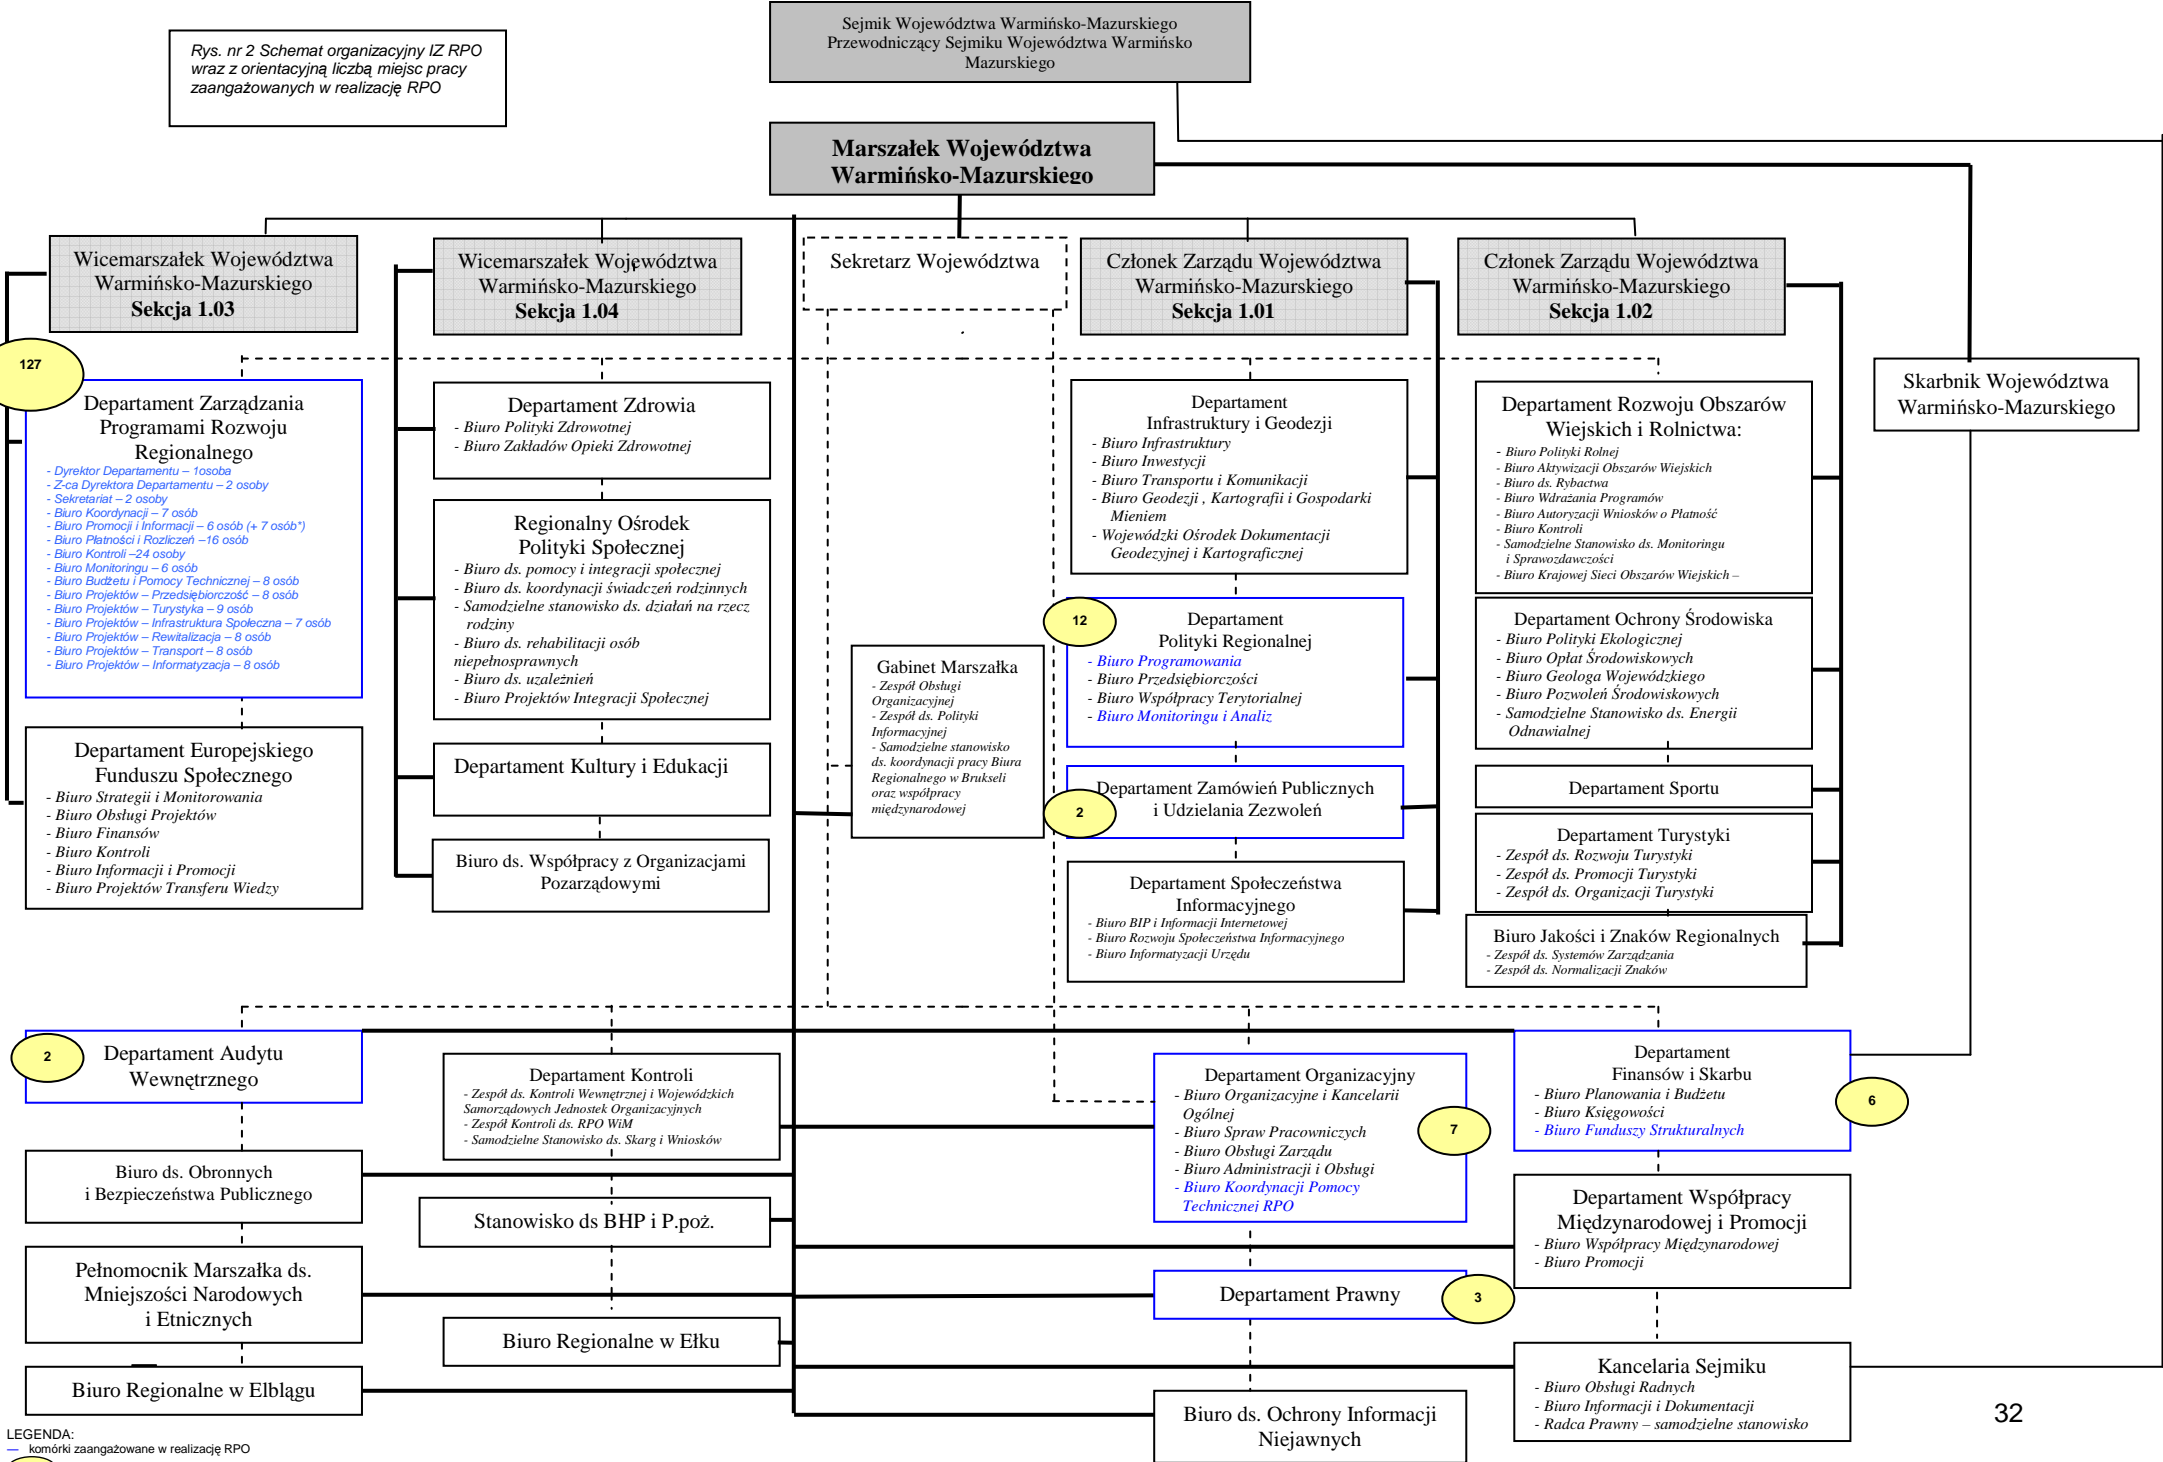 Rys. nr 2 Schemat organizacyjny IZ RPO
wraz z orientacyjną liczbą miejsc pracy
zaangażowanych w realizację RPO
Sejmik Województwa Warmińsko-Mazurskiego
Przewodniczący Sejmiku Województwa Warmińsko
Mazurskiego
Marszałek Województwa
Warmińsko-Mazurskiego
Wicemarszałek Województwa
Warmińsko-Mazurskiego
Sekcja 1.03
Wicemarszałek Województwa
Warmińsko-Mazurskiego
Sekcja 1.04
Sekretarz Województwa
Członek Zarządu Województwa
Warmińsko-Mazurskiego
Sekcja 1.01
Członek Zarządu Województwa
Warmińsko-Mazurskiego
Sekcja 1.02
Skarbnik Województwa
Warmińsko-Mazurskiego
127
Departament Zarządzania
Programami Rozwoju
Regionalnego
- Dyrektor Departamentu – 1osoba
- Z-ca Dyrektora Departamentu – 2 osoby
- Sekretariat – 2 osoby
- Biuro Koordynacji – 7 osób
- Biuro Promocji i Informacji – 6 osób (+ 7 osób*)
- Biuro Płatności i Rozliczeń –16 osób
- Biuro Kontroli –24 osoby
- Biuro Monitoringu – 6 osób
- Biuro Budżetu i Pomocy Technicznej – 8 osób
- Biuro Projektów – Przedsiębiorczość – 8 osób
- Biuro Projektów – Turystyka – 9 osób
- Biuro Projektów – Infrastruktura Społeczna – 7 osób
- Biuro Projektów – Rewitalizacja – 8 osób
- Biuro Projektów – Transport – 8 osób
- Biuro Projektów – Informatyzacja – 8 osób
Departament Europejskiego
Funduszu Społecznego
- Biuro Strategii i Monitorowania
- Biuro Obsługi Projektów
- Biuro Finansów
- Biuro Kontroli
- Biuro Informacji i Promocji
- Biuro Projektów Transferu Wiedzy
Departament Zdrowia
- Biuro Polityki Zdrowotnej
- Biuro Zakładów Opieki Zdrowotnej
Regionalny Ośrodek
Polityki Społecznej
- Biuro ds. pomocy i integracji społecznej
- Biuro ds. koordynacji świadczeń rodzinnych
- Samodzielne stanowisko ds. działań na rzecz
rodziny
- Biuro ds. rehabilitacji osób
niepełnosprawnych
- Biuro ds. uzależnień
- Biuro Projektów Integracji Społecznej
Departament Kultury i Edukacji
Biuro ds. Współpracy z Organizacjami
Pozarządowymi
Gabinet Marszałka
- Zespół Obsługi
Organizacyjnej
- Zespół ds. Polityki
Informacyjnej
- Samodzielne stanowisko
ds. koordynacji pracy Biura
Regionalnego w Brukseli
oraz współpracy
międzynarodowej
Departament
Infrastruktury i Geodezji
- Biuro Infrastruktury
- Biuro Inwestycji
- Biuro Transportu i Komunikacji
- Biuro Geodezji , Kartografii i Gospodarki
Mieniem
- Wojewódzki Ośrodek Dokumentacji
Geodezyjnej i Kartograficznej
12
Departament
Polityki Regionalnej
- Biuro Programowania
- Biuro Przedsiębiorczości
- Biuro Współpracy Terytorialnej
- Biuro Monitoringu i Analiz
2
Departament Zamówień Publicznych
i Udzielania Zezwoleń
Departament Społeczeństwa
Informacyjnego
- Biuro BIP i Informacji Internetowej
- Biuro Rozwoju Społeczeństwa Informacyjnego
- Biuro Informatyzacji Urzędu
Departament Rozwoju Obszarów
Wiejskich i Rolnictwa:
- Biuro Polityki Rolnej
- Biuro Aktywizacji Obszarów Wiejskich
- Biuro ds. Rybactwa
- Biuro Wdrażania Programów
- Biuro Autoryzacji Wniosków o Płatność
- Biuro Kontroli
- Samodzielne Stanowisko ds. Monitoringu
i Sprawozdawczości
- Biuro Krajowej Sieci Obszarów Wiejskich –
Departament Ochrony Środowiska
- Biuro Polityki Ekologicznej
- Biuro Opłat Środowiskowych
- Biuro Geologa Wojewódzkiego
- Biuro Pozwoleń Środowiskowych
- Samodzielne Stanowisko ds. Energii
Odnawialnej
Departament Sportu
Departament Turystyki
- Zespół ds. Rozwoju Turystyki
- Zespół ds. Promocji Turystyki
- Zespół ds. Organizacji Turystyki
Biuro Jakości i Znaków Regionalnych
- Zespół ds. Systemów Zarządzania
- Zespół ds. Normalizacji Znaków
2
Departament Audytu
Wewnętrznego
Biuro ds. Obronnych
i Bezpieczeństwa Publicznego
Pełnomocnik Marszałka ds.
Mniejszości Narodowych
i Etnicznych
Biuro Regionalne w Elblągu
Departament Kontroli
- Zespół ds. Kontroli Wewnętrznej i Wojewódzkich
Samorządowych Jednostek Organizacyjnych
- Zespół Kontroli ds. RPO WiM
- Samodzielne Stanowisko ds. Skarg i Wniosków
Stanowisko ds BHP i P.poż.
Biuro Regionalne w Ełku
Departament Organizacyjny
- Biuro Organizacyjne i Kancelarii
Ogólnej
- Biuro Spraw Pracowniczych
- Biuro Obsługi Zarządu
- Biuro Administracji i Obsługi
- Biuro Koordynacji Pomocy
Technicznej RPO
7
Departament Prawny
3
Biuro ds. Ochrony Informacji
Niejawnych
Departament
Finansów i Skarbu
- Biuro Planowania i Budżetu
- Biuro Księgowości
- Biuro Funduszy Strukturalnych
6
Departament Współpracy
Międzynarodowej i Promocji
- Biuro Współpracy Międzynarodowej
- Biuro Promocji
Kancelaria Sejmiku
- Biuro Obsługi Radnych
- Biuro Informacji i Dokumentacji
- Radca Prawny – samodzielne stanowisko
32
LEGENDA:
— komórki zaangażowane w realizację RPO